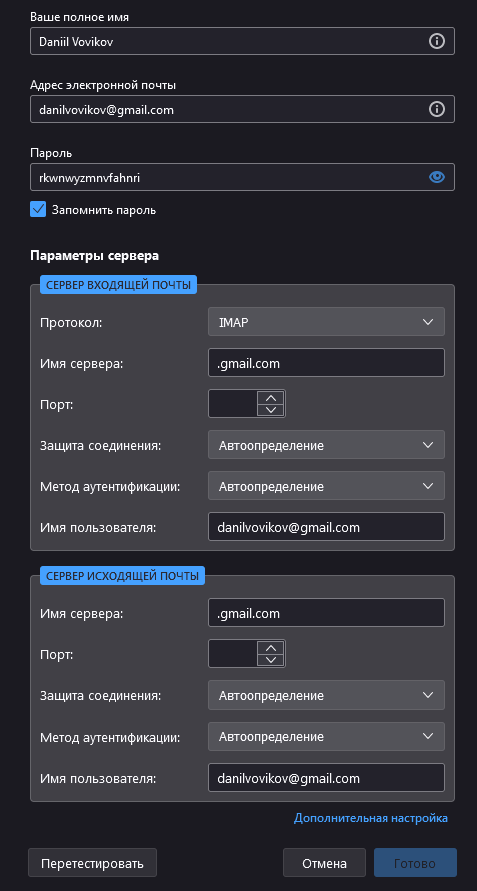 Ваше полное имя
Daniil Vovikov
Адрес электронной почты
danilvovikov@gmail.com
Пароль
rkwnwyzmnvfahnri
Запомнить пароль
Параметры сервера
СЕРВЕР ВХОДЯЩЕЙ ПОЧТЫ
Протокол: IMAP
Имя сервера: .gmail.com
Порт:
Защита соединения: Автоопределение
Метод аутентификации: Автоопределение
Имя пользователя: danilvovikov@gmail.com
СЕРВЕР ИСХОДЯЩЕЙ ПОЧТЫ
Имя сервера: .gmail.com
Порт:
Защита соединения: Автоопределение
Метод аутентификации: Автоопределение
Имя пользователя: danilvovikov@gmail.com
Дополнительная настройка
Перетестировать Отмена Готово